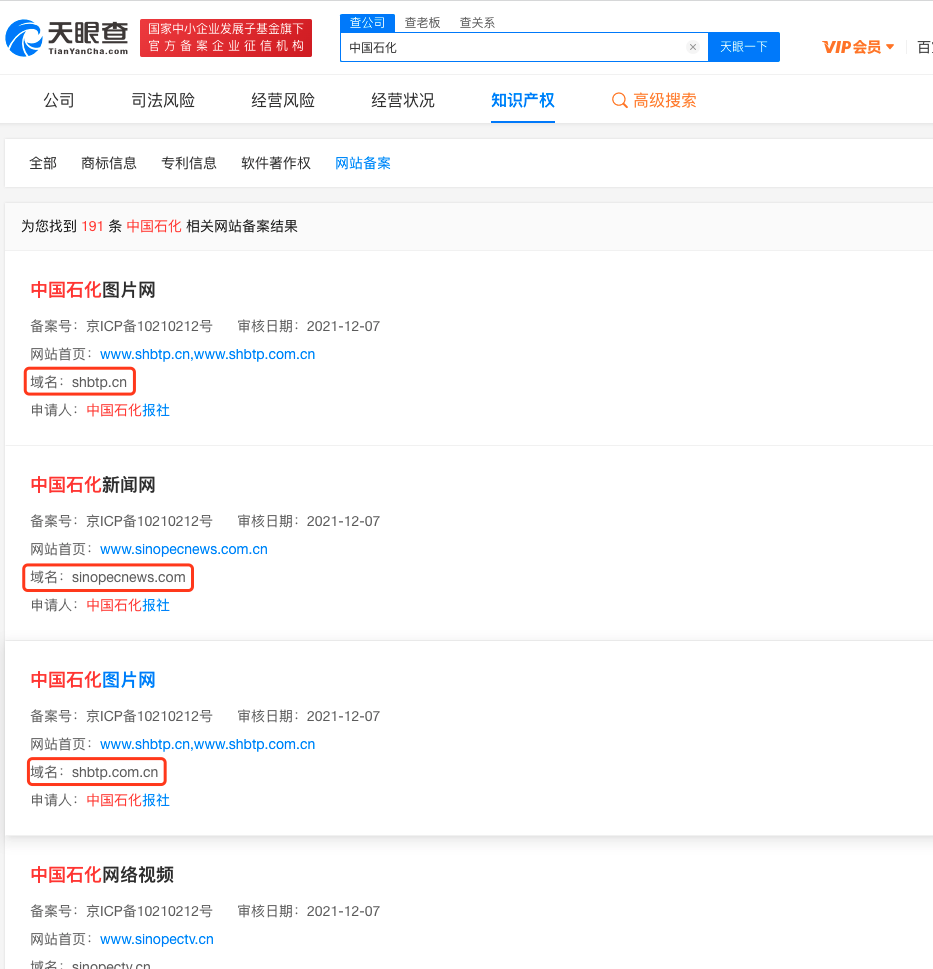 天眼查
TianYanCha.com
国家中小企业发展子基金旗下
官方备案企业征信机构
查公司 查老板 查关系
中国石化 × 天眼一下
VIP会员
公司 司法风险 经营风险 经营状况 知识产权 高级搜索
全部 商标信息 专利信息 软件著作权 网站备案
为您找到 191 条 中国石化 相关网站备案结果
中国石化图片网
备案号：京ICP备10210212号 审核日期：2021-12-07
网站首页：www.shbtp.cn,www.shbtp.com.cn
域名：shbtp.cn
申请人：中国石化报社
中国石化新闻网
备案号：京ICP备10210212号 审核日期：2021-12-07
网站首页：www.sinopecnews.com.cn
域名：sinopecnews.com
申请人：中国石化报社
中国石化图片网
备案号：京ICP备10210212号 审核日期：2021-12-07
网站首页：www.shbtp.cn,www.shbtp.com.cn
域名：shbtp.com.cn
申请人：中国石化报社
中国石化网络视频
备案号：京ICP备10210212号 审核日期：2021-12-07
网站首页：www.sinopectv.cn
域名：sinopectv.cn